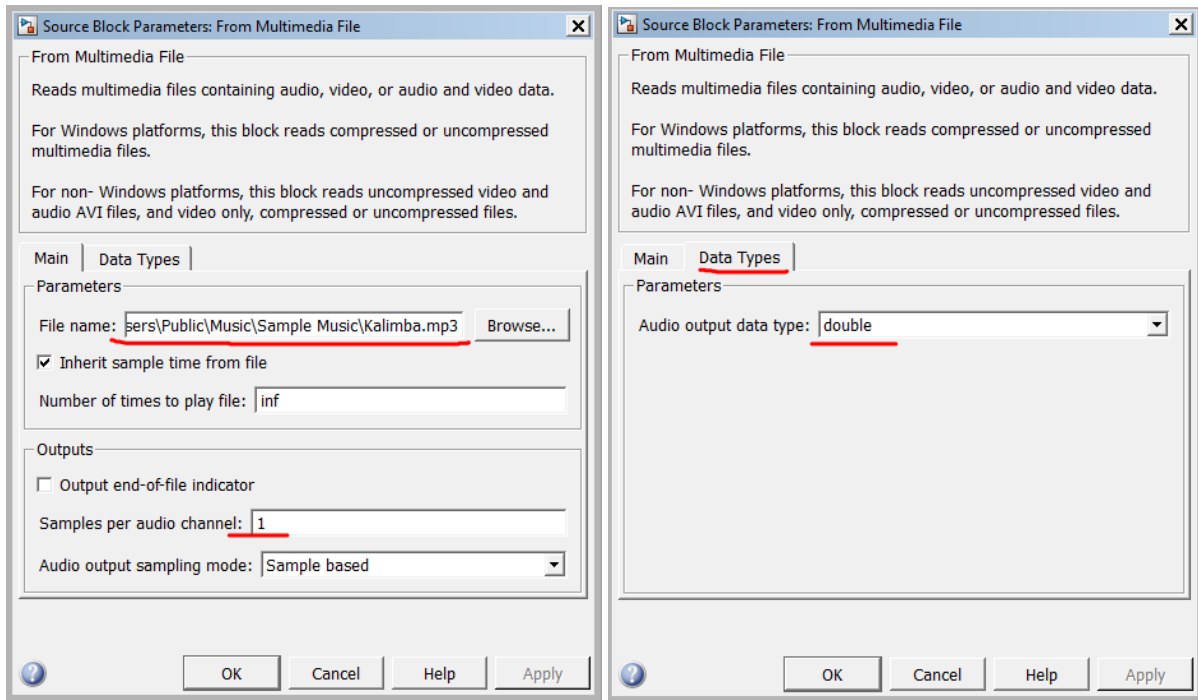 Source Block Parameters: From Multimedia File
From Multimedia File
Reads multimedia files containing audio, video, or audio and video data.
For Windows platforms, this block reads compressed or uncompressed
multimedia files.
For non- Windows platforms, this block reads uncompressed video and
audio AVI files, and video only, compressed or uncompressed files.
Main Data Types
Parameters
File name: sers\Public\Music\Sample Music\Kalimba.mp3 Browse...
Inherit sample time from file
Number of times to play file: inf
Outputs
Output end-of-file indicator
Samples per audio channel: 1
Audio output sampling mode: Sample based
OK Cancel Help Apply
Source Block Parameters: From Multimedia File
From Multimedia File
Reads multimedia files containing audio, video, or audio and video data.
For Windows platforms, this block reads compressed or uncompressed
multimedia files.
For non- Windows platforms, this block reads uncompressed video and
audio AVI files, and video only, compressed or uncompressed files.
Main Data Types
Parameters
Audio output data type: double
OK Cancel Help Apply